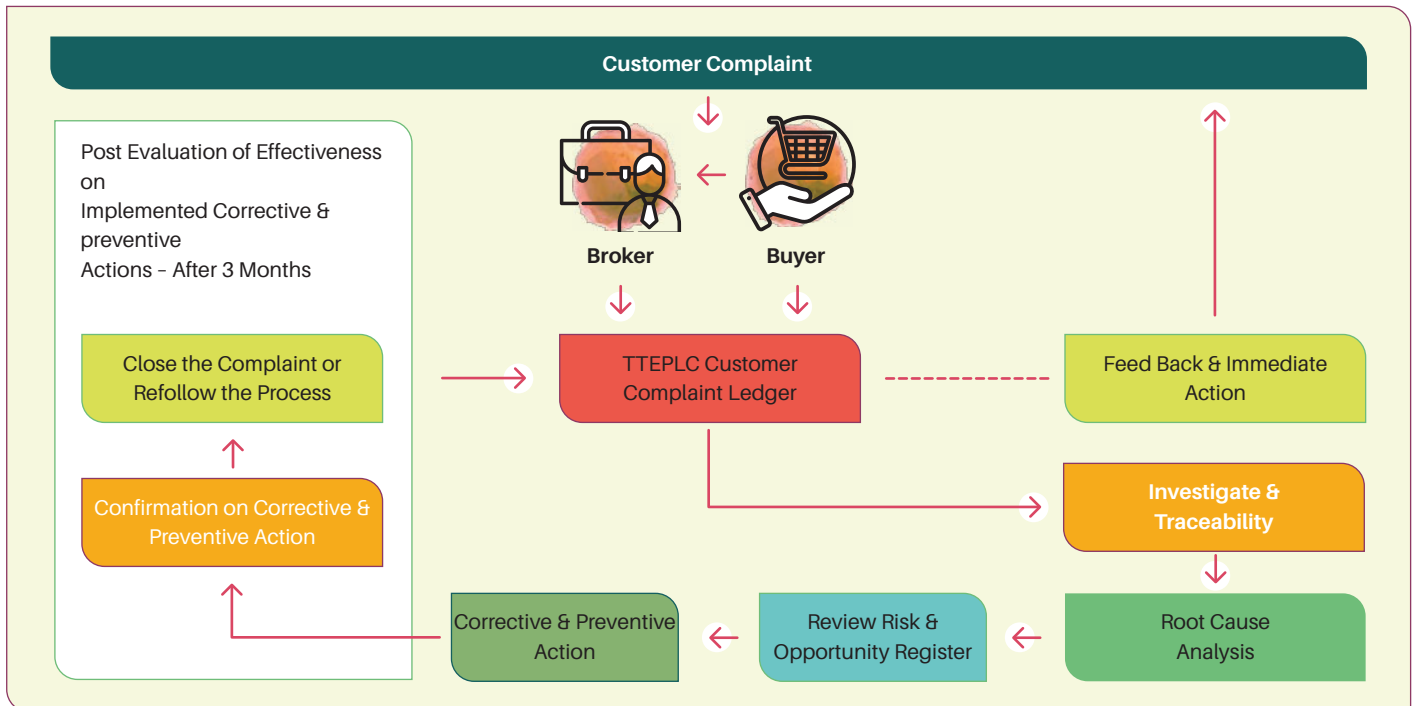 Customer Complaint
Post Evaluation of Effectiveness
on
Implemented Corrective &
preventive
Actions – After 3 Months
Broker
Buyer
Close the Complaint or
Refollow the Process
TTEPLC Customer
Complaint Ledger
Feed Back & Immediate
Action
Confirmation on Corrective &
Preventive Action
Investigate &
Traceability
Corrective & Preventive
Action
Review Risk &
Opportunity Register
Root Cause
Analysis